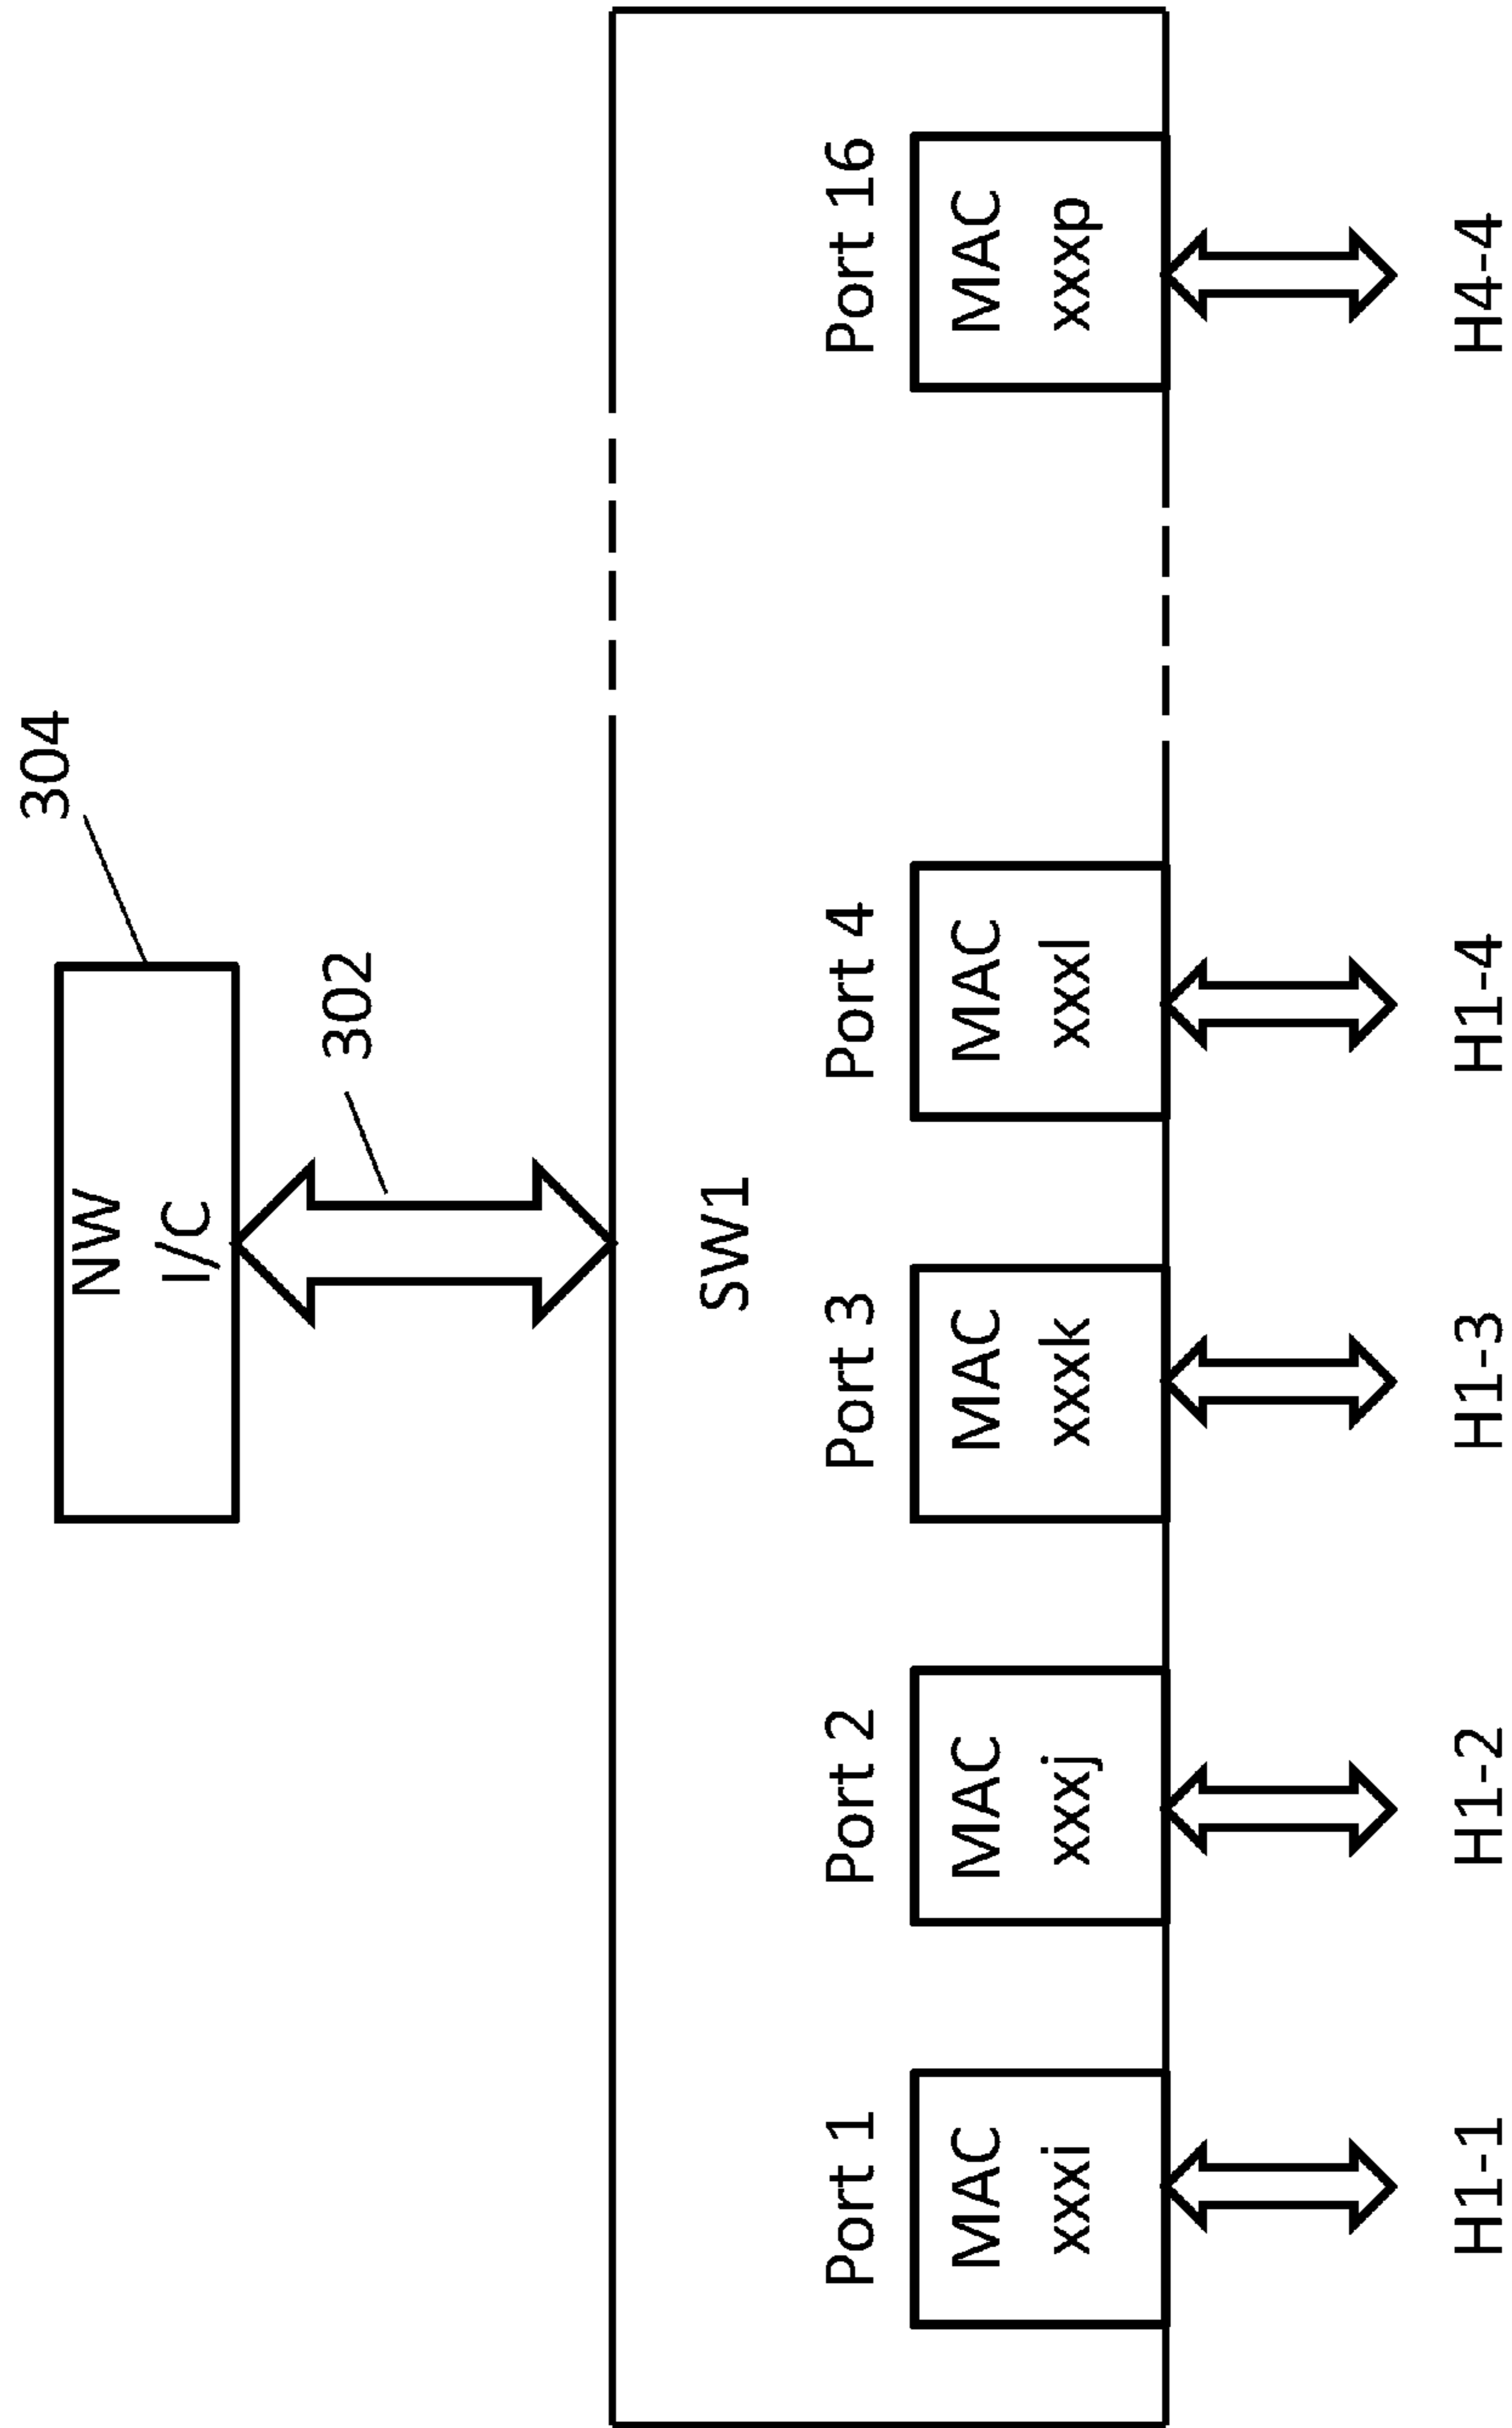 304
NW
I/C
302
SW1
Port 1
Port 2
Port 3
Port 4
Port 16
MAC
xxxi
MAC
xxxj
MAC
xxxk
MAC
xxxl
MAC
xxxp
H1-1
H1-2
H1-3
H1-4
H4-4